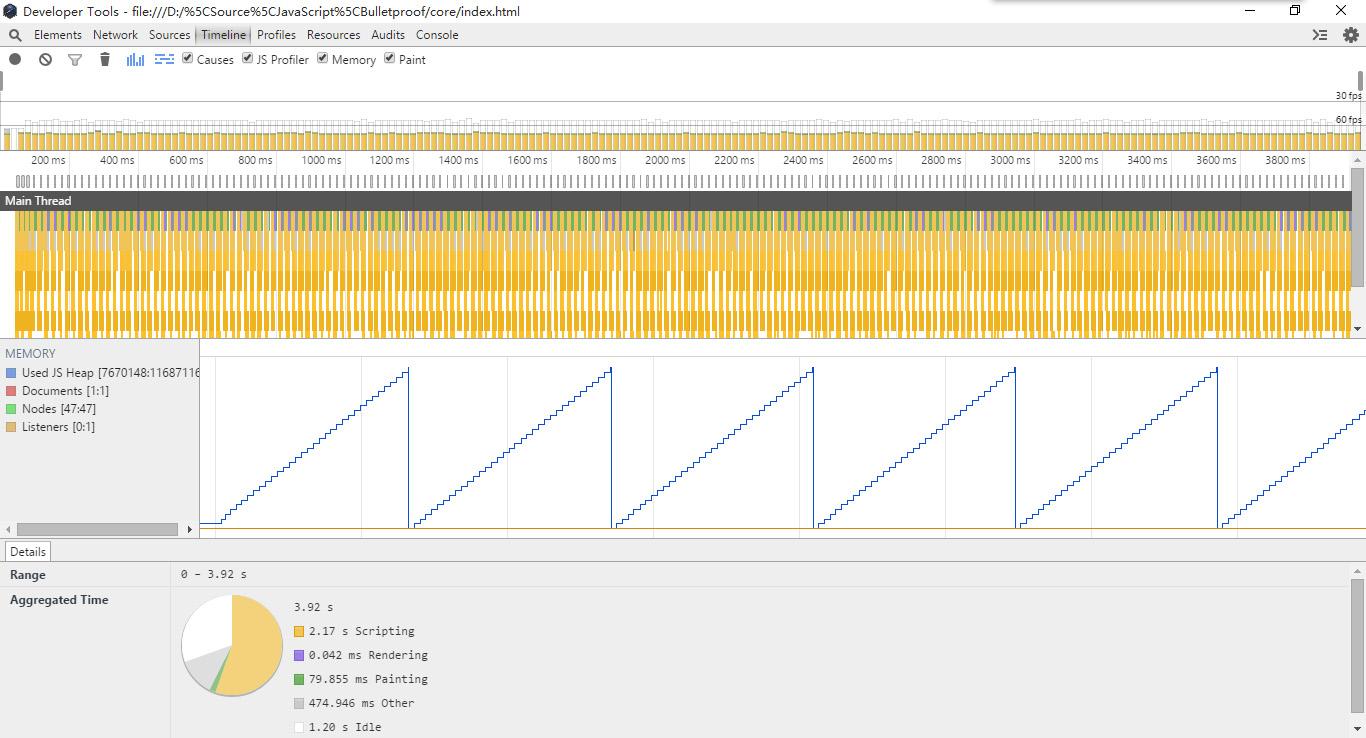 Developer Tools - file:///D:/%5CSource%5CJavaScript%5CBulletproof/core/index.html
Elements Network Sources Timeline Profiles Resources Audits Console
Causes JS Profiler Memory Paint
30 fps
60 fps
200 ms 400 ms 600 ms 800 ms 1000 ms 1200 ms 1400 ms 1600 ms 1800 ms 2000 ms 2200 ms 2400 ms 2600 ms 2800 ms 3000 ms 3200 ms 3400 ms 3600 ms 3800 ms
Main Thread
MEMORY
Used JS Heap [7670148:11687116
Documents [1:1]
Nodes [47:47]
Listeners [0:1]
Details
Range 0 – 3.92 s
Aggregated Time
3.92 s
2.17 s Scripting
0.042 ms Rendering
79.855 ms Painting
474.946 ms Other
1.20 s Idle